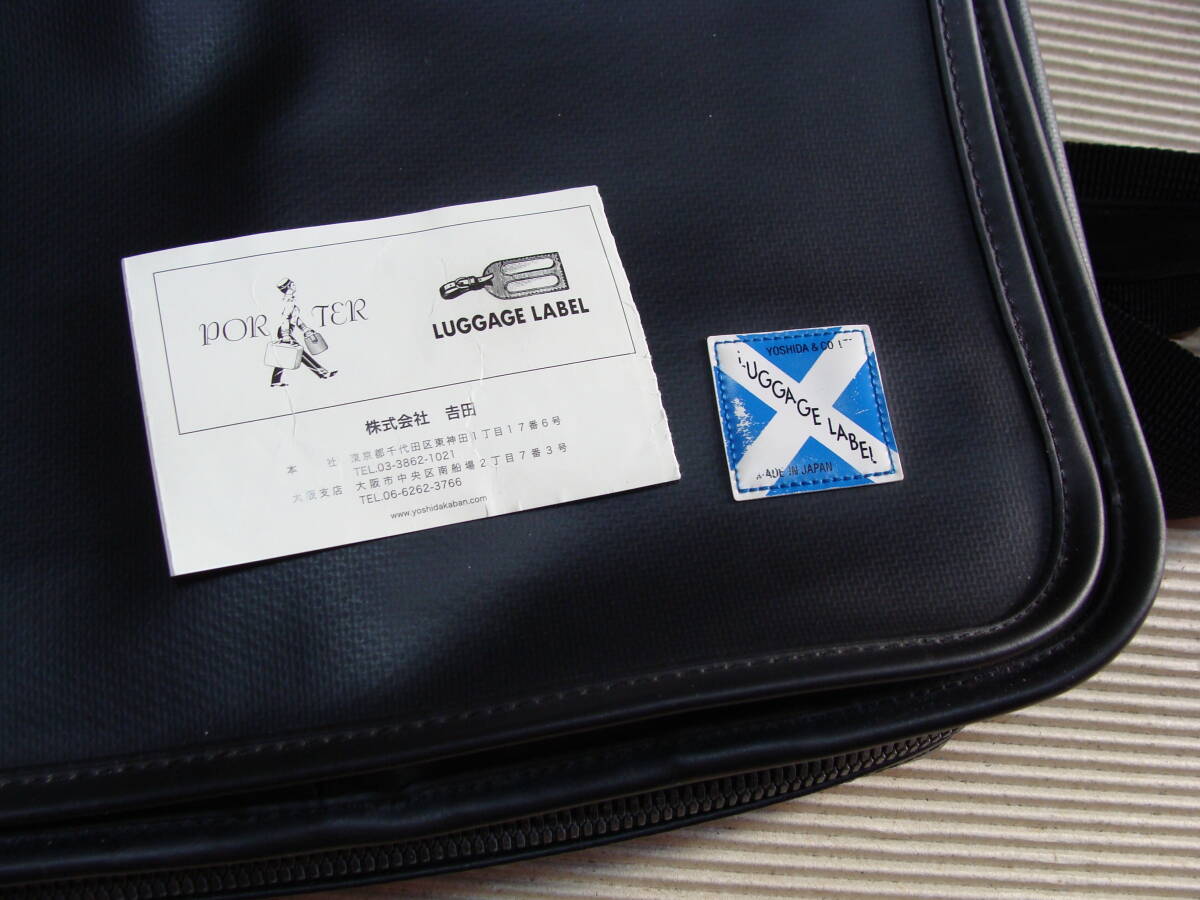 PORTER
LUGGAGE LABEL
株式会社 吉田
本 社 東京都千代田区東神田1丁目17番6号
TEL.03-3862-1021
大阪支店 大阪市中央区南船場2丁目7番3号
TEL.06-6262-3766
www.yoshidakaban.com
YOSHIDA & CO
LUGGAGE LABEL
MADE IN JAPAN